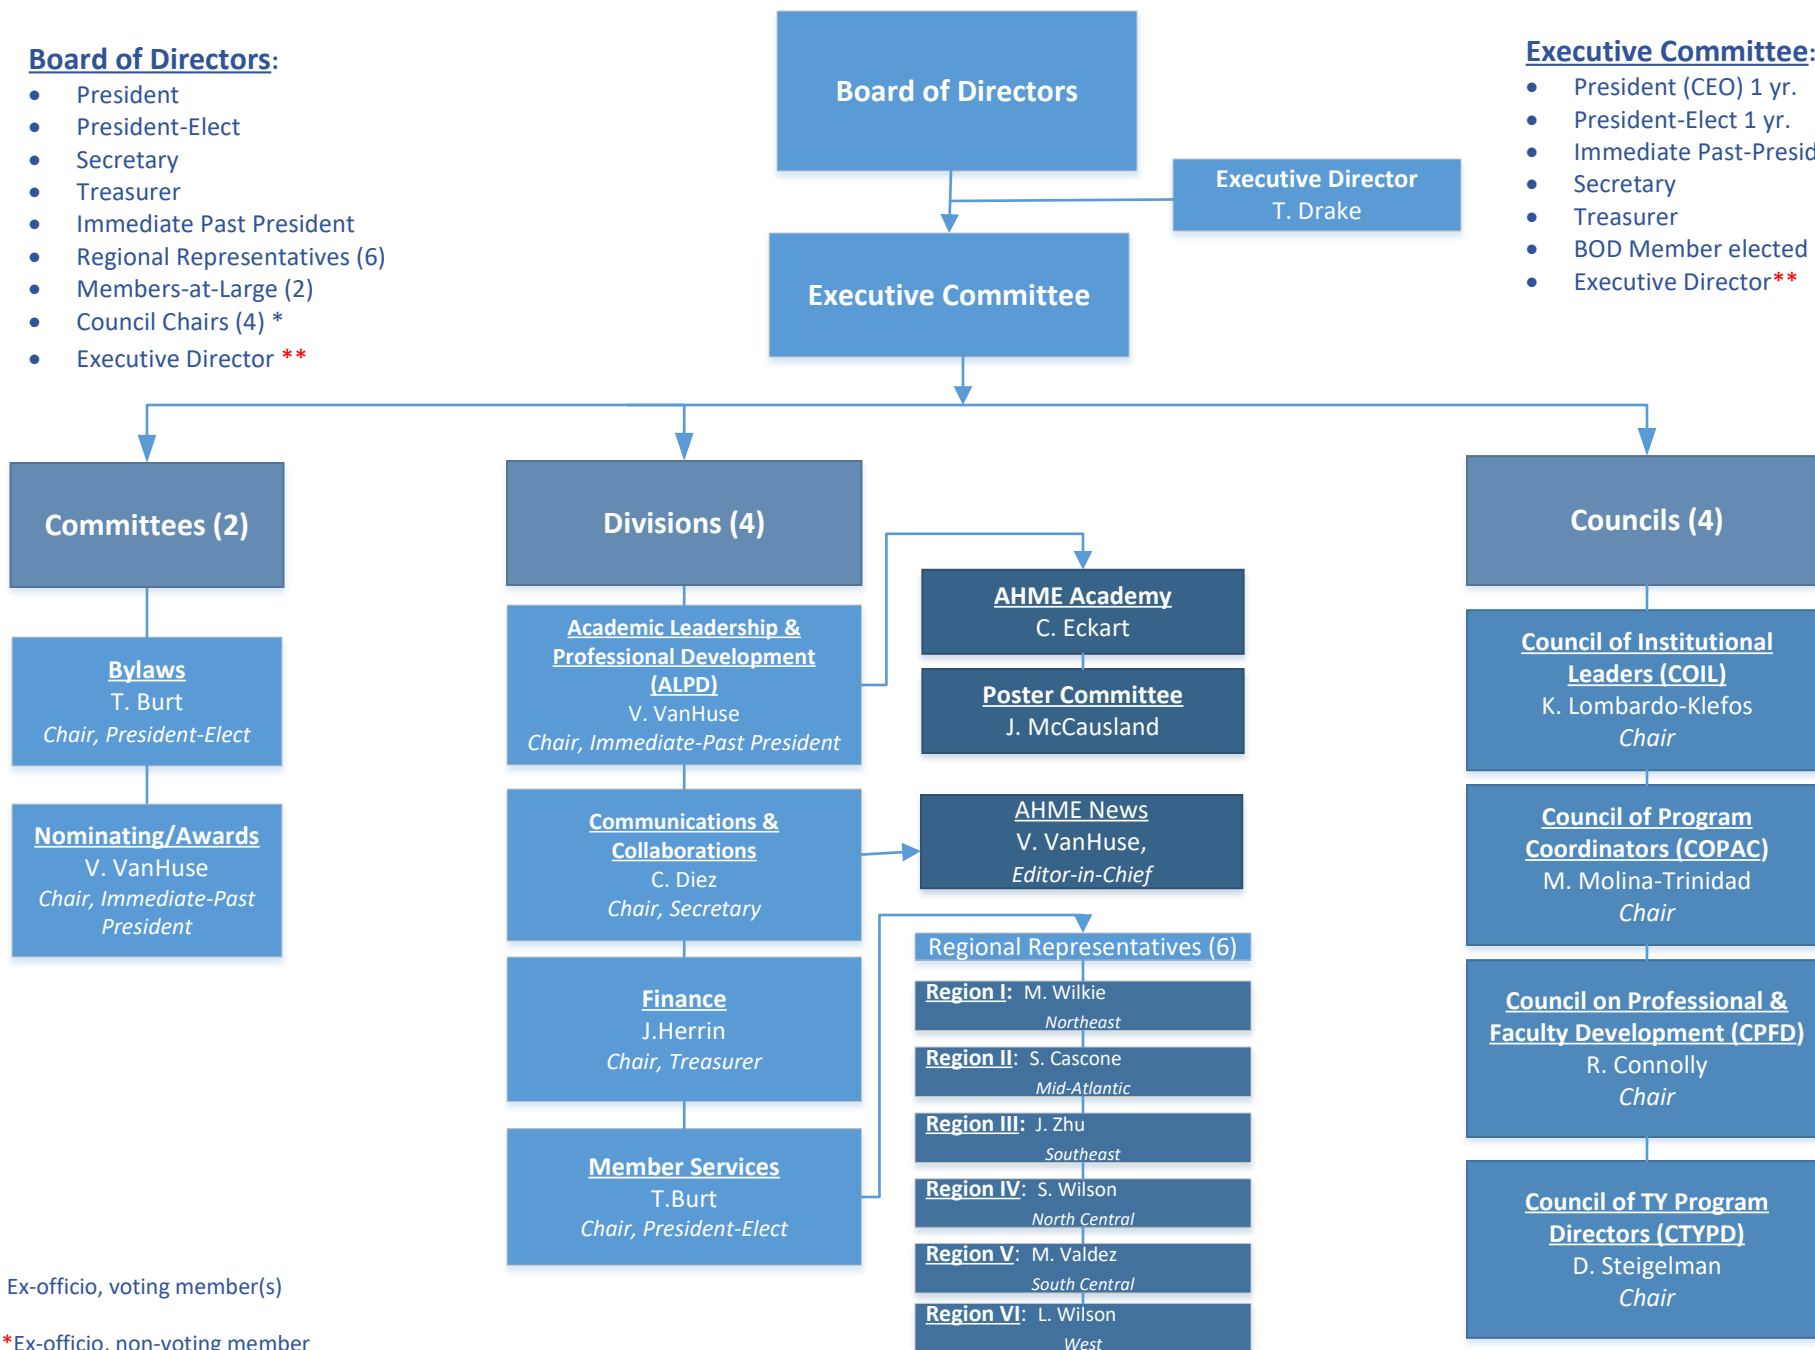 Board of Directors:
• President
• President-Elect
• Secretary
• Treasurer
• Immediate Past President
• Regional Representatives (6)
• Members-at-Large (2)
• Council Chairs (4) *
• Executive Director **
Board of Directors
Executive Director
T. Drake
Executive Committee
Executive Committee:
• President (CEO) 1 yr.
• President-Elect 1 yr.
• Immediate Past-Presid
• Secretary
• Treasurer
• BOD Member elected
• Executive Director**
Committees (2)
Bylaws
T. Burt
Chair, President-Elect
Nominating/Awards
V. VanHuse
Chair, Immediate-Past
President
Divisions (4)
Academic Leadership &
Professional Development
(ALPD)
V. VanHuse
Chair, Immediate-Past President
Communications &
Collaborations
C. Diez
Chair, Secretary
Finance
J.Herrin
Chair, Treasurer
Member Services
T.Burt
Chair, President-Elect
AHME Academy
C. Eckart
Poster Committee
J. McCausland
AHME News
V. VanHuse,
Editor-in-Chief
Regional Representatives (6)
Region I: M. Wilkie
Northeast
Region II: S. Cascone
Mid-Atlantic
Region III: J. Zhu
Southeast
Region IV: S. Wilson
North Central
Region V: M. Valdez
South Central
Region VI: L. Wilson
West
Councils (4)
Council of Institutional
Leaders (COIL)
K. Lombardo-Klefos
Chair
Council of Program
Coordinators (COPAC)
M. Molina-Trinidad
Chair
Council on Professional &
Faculty Development (CPFD)
R. Connolly
Chair
Council of TY Program
Directors (CTYPD)
D. Steigelman
Chair
Ex-officio, voting member(s)
*Ex-officio, non-voting member